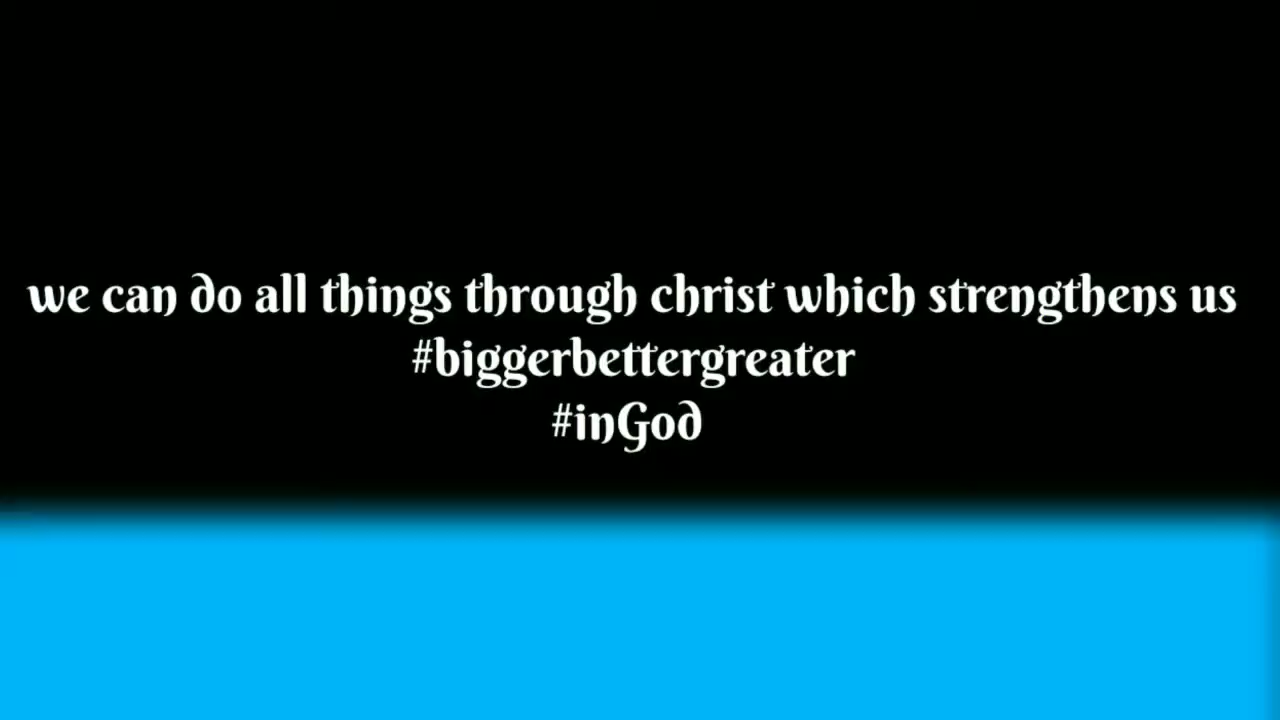 we can do all things through christ which strengthens us
#biggerbettergreater
#inGod